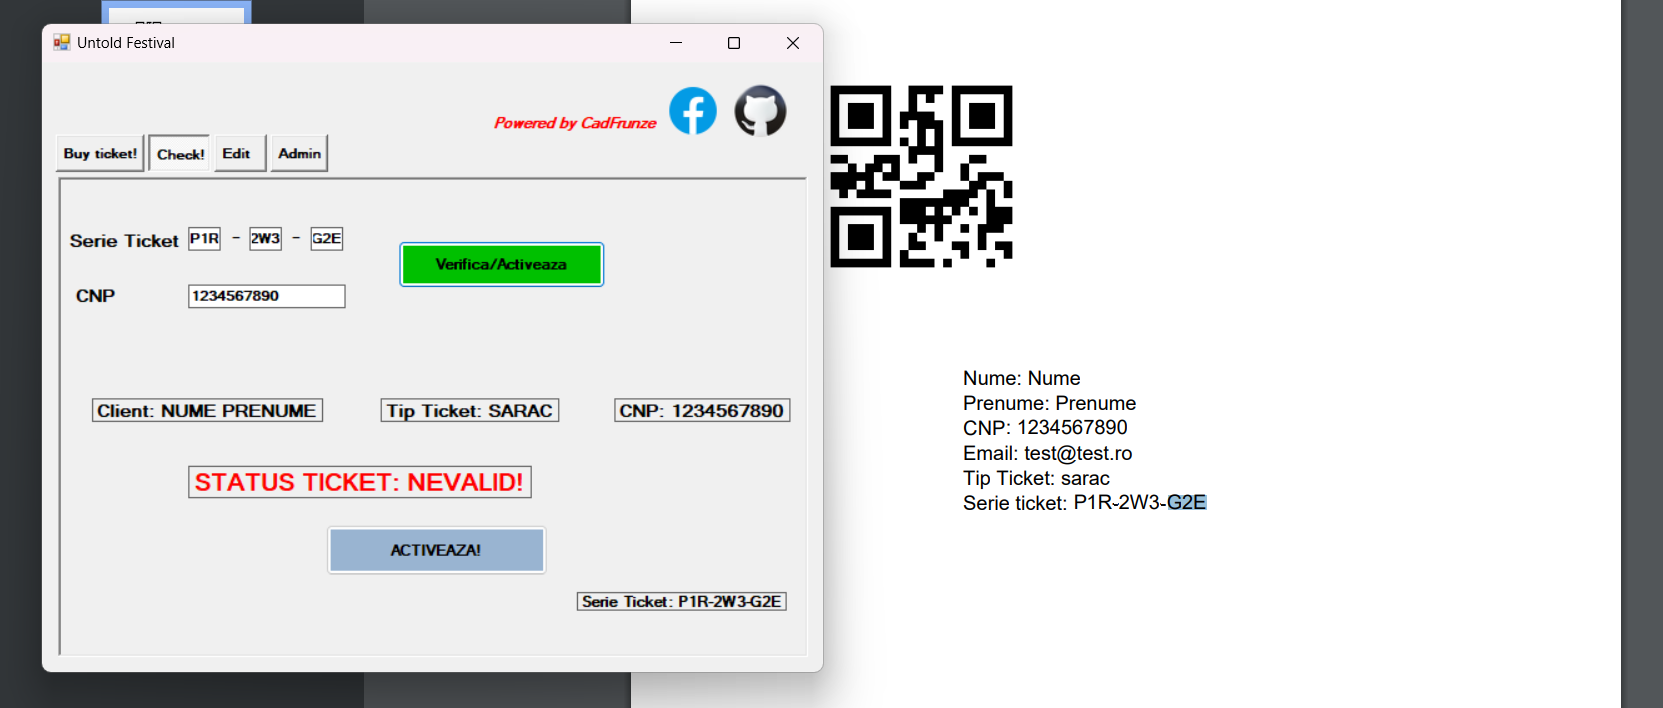 Untold Festival
Powered by CadFrunze
Buy ticket! Check! Edit Admin
Serie Ticket P1R - 2W3 - G2E
Verifica/Activeaza
CNP 1234567890
Client: NUME PRENUME Tip Ticket: SARAC CNP: 1234567890
STATUS TICKET: NEVALID!
ACTIVEAZA!
Serie Ticket: P1R-2W3-G2E
Nume: Nume
Prenume: Prenume
CNP: 1234567890
Email: test@test.ro
Tip Ticket: sarac
Serie ticket: P1R-2W3-G2E